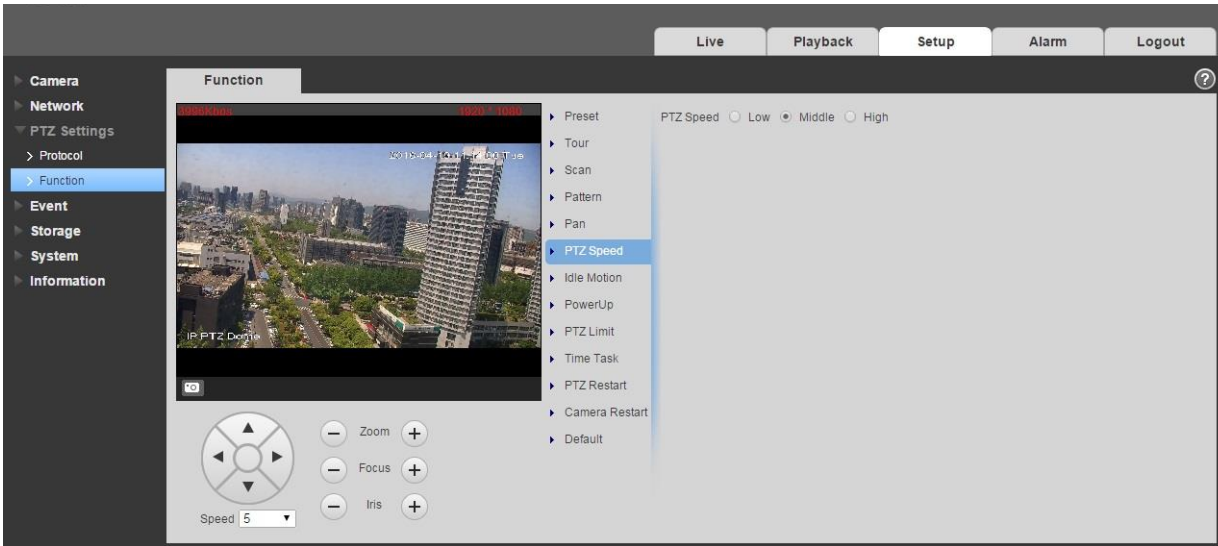 Live
Playback
Setup
Alarm
Logout
Camera
Network
PTZ Settings
Protocol
Function
Event
Storage
System
Information
Function
3996Kbps 1920 * 1080
IP PTZ Dome
Zoom
Focus
Iris
Speed 5
Preset
Tour
Scan
Pattern
Pan
PTZ Speed
Idle Motion
PowerUp
PTZ Limit
Time Task
PTZ Restart
Camera Restart
Default
PTZ Speed Low Middle High
?